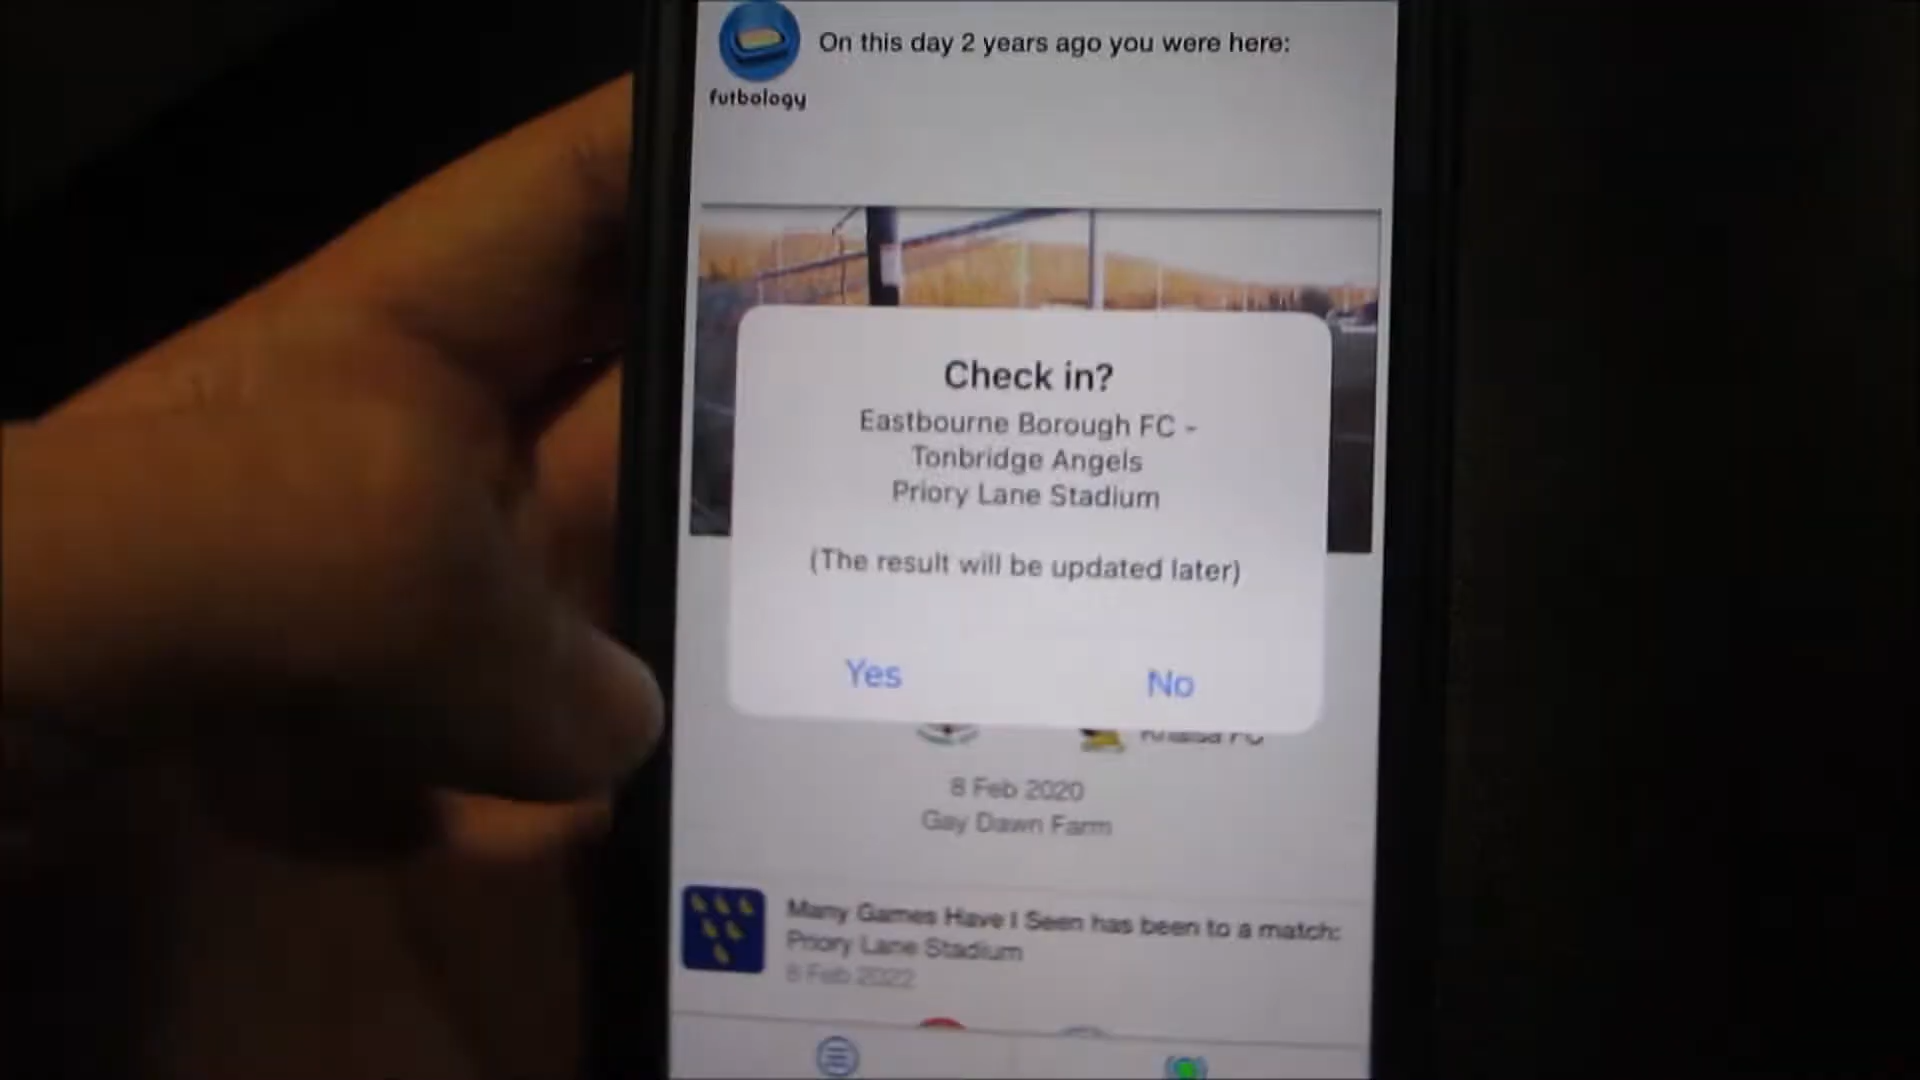 On this day 2 years ago you were here:
futbology
Check in?
Eastbourne Borough FC -
Tonbridge Angels
Priory Lane Stadium
(The result will be updated later)
Yes
No
FC
8 Feb 2020
Gay Dawn Farm
Many Games Have I Seen has been to a match:
Priory Lane Stadium
8 Feb 2022